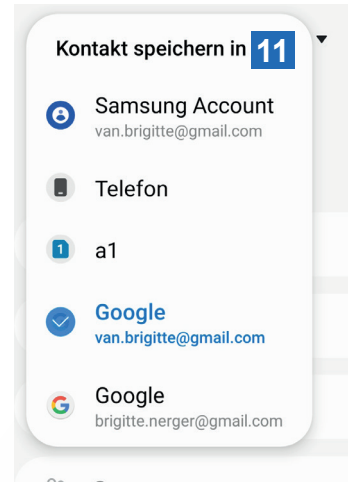 Kontakt speichern in 11
Samsung Account
van.brigitte@gmail.com
Telefon
1 a1
Google
van.brigitte@gmail.com
Google
brigitte.nerger@gmail.com